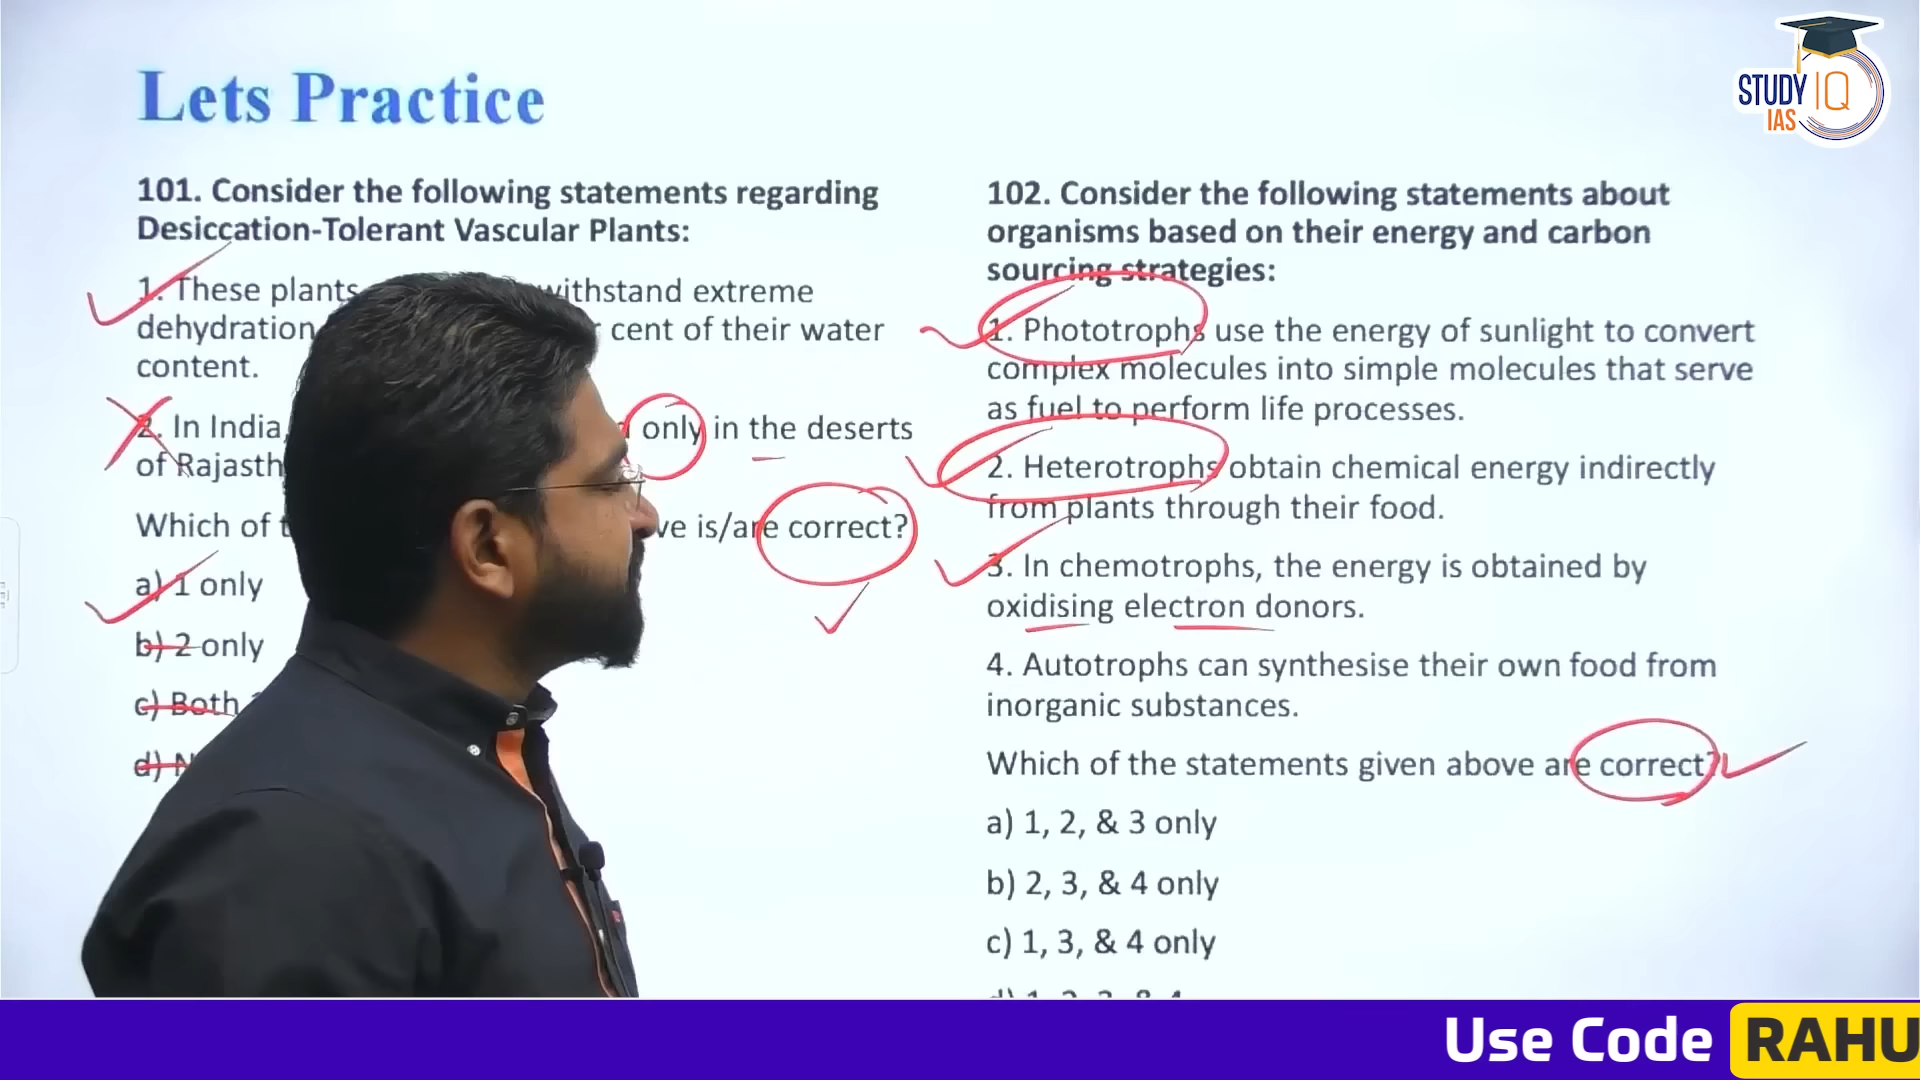 Lets Practice
STUDY IQ
IAS
101. Consider the following statements regarding
Desiccation-Tolerant Vascular Plants:
1. These plants withstand extreme
dehydration cent of their water
content.
2. In India, only in the deserts
of Rajasth
Which of is/are correct?
a) 1 only
b) 2 only
c) Both
d)
102. Consider the following statements about
organisms based on their energy and carbon
sourcing strategies:
1. Phototrophs use the energy of sunlight to convert
complex molecules into simple molecules that serve
as fuel to perform life processes.
2. Heterotrophs obtain chemical energy indirectly
from plants through their food.
3. In chemotrophs, the energy is obtained by
oxidising electron donors.
4. Autotrophs can synthesise their own food from
inorganic substances.
Which of the statements given above are correct?
a) 1, 2, & 3 only
b) 2, 3, & 4 only
c) 1, 3, & 4 only
Use Code RAHU